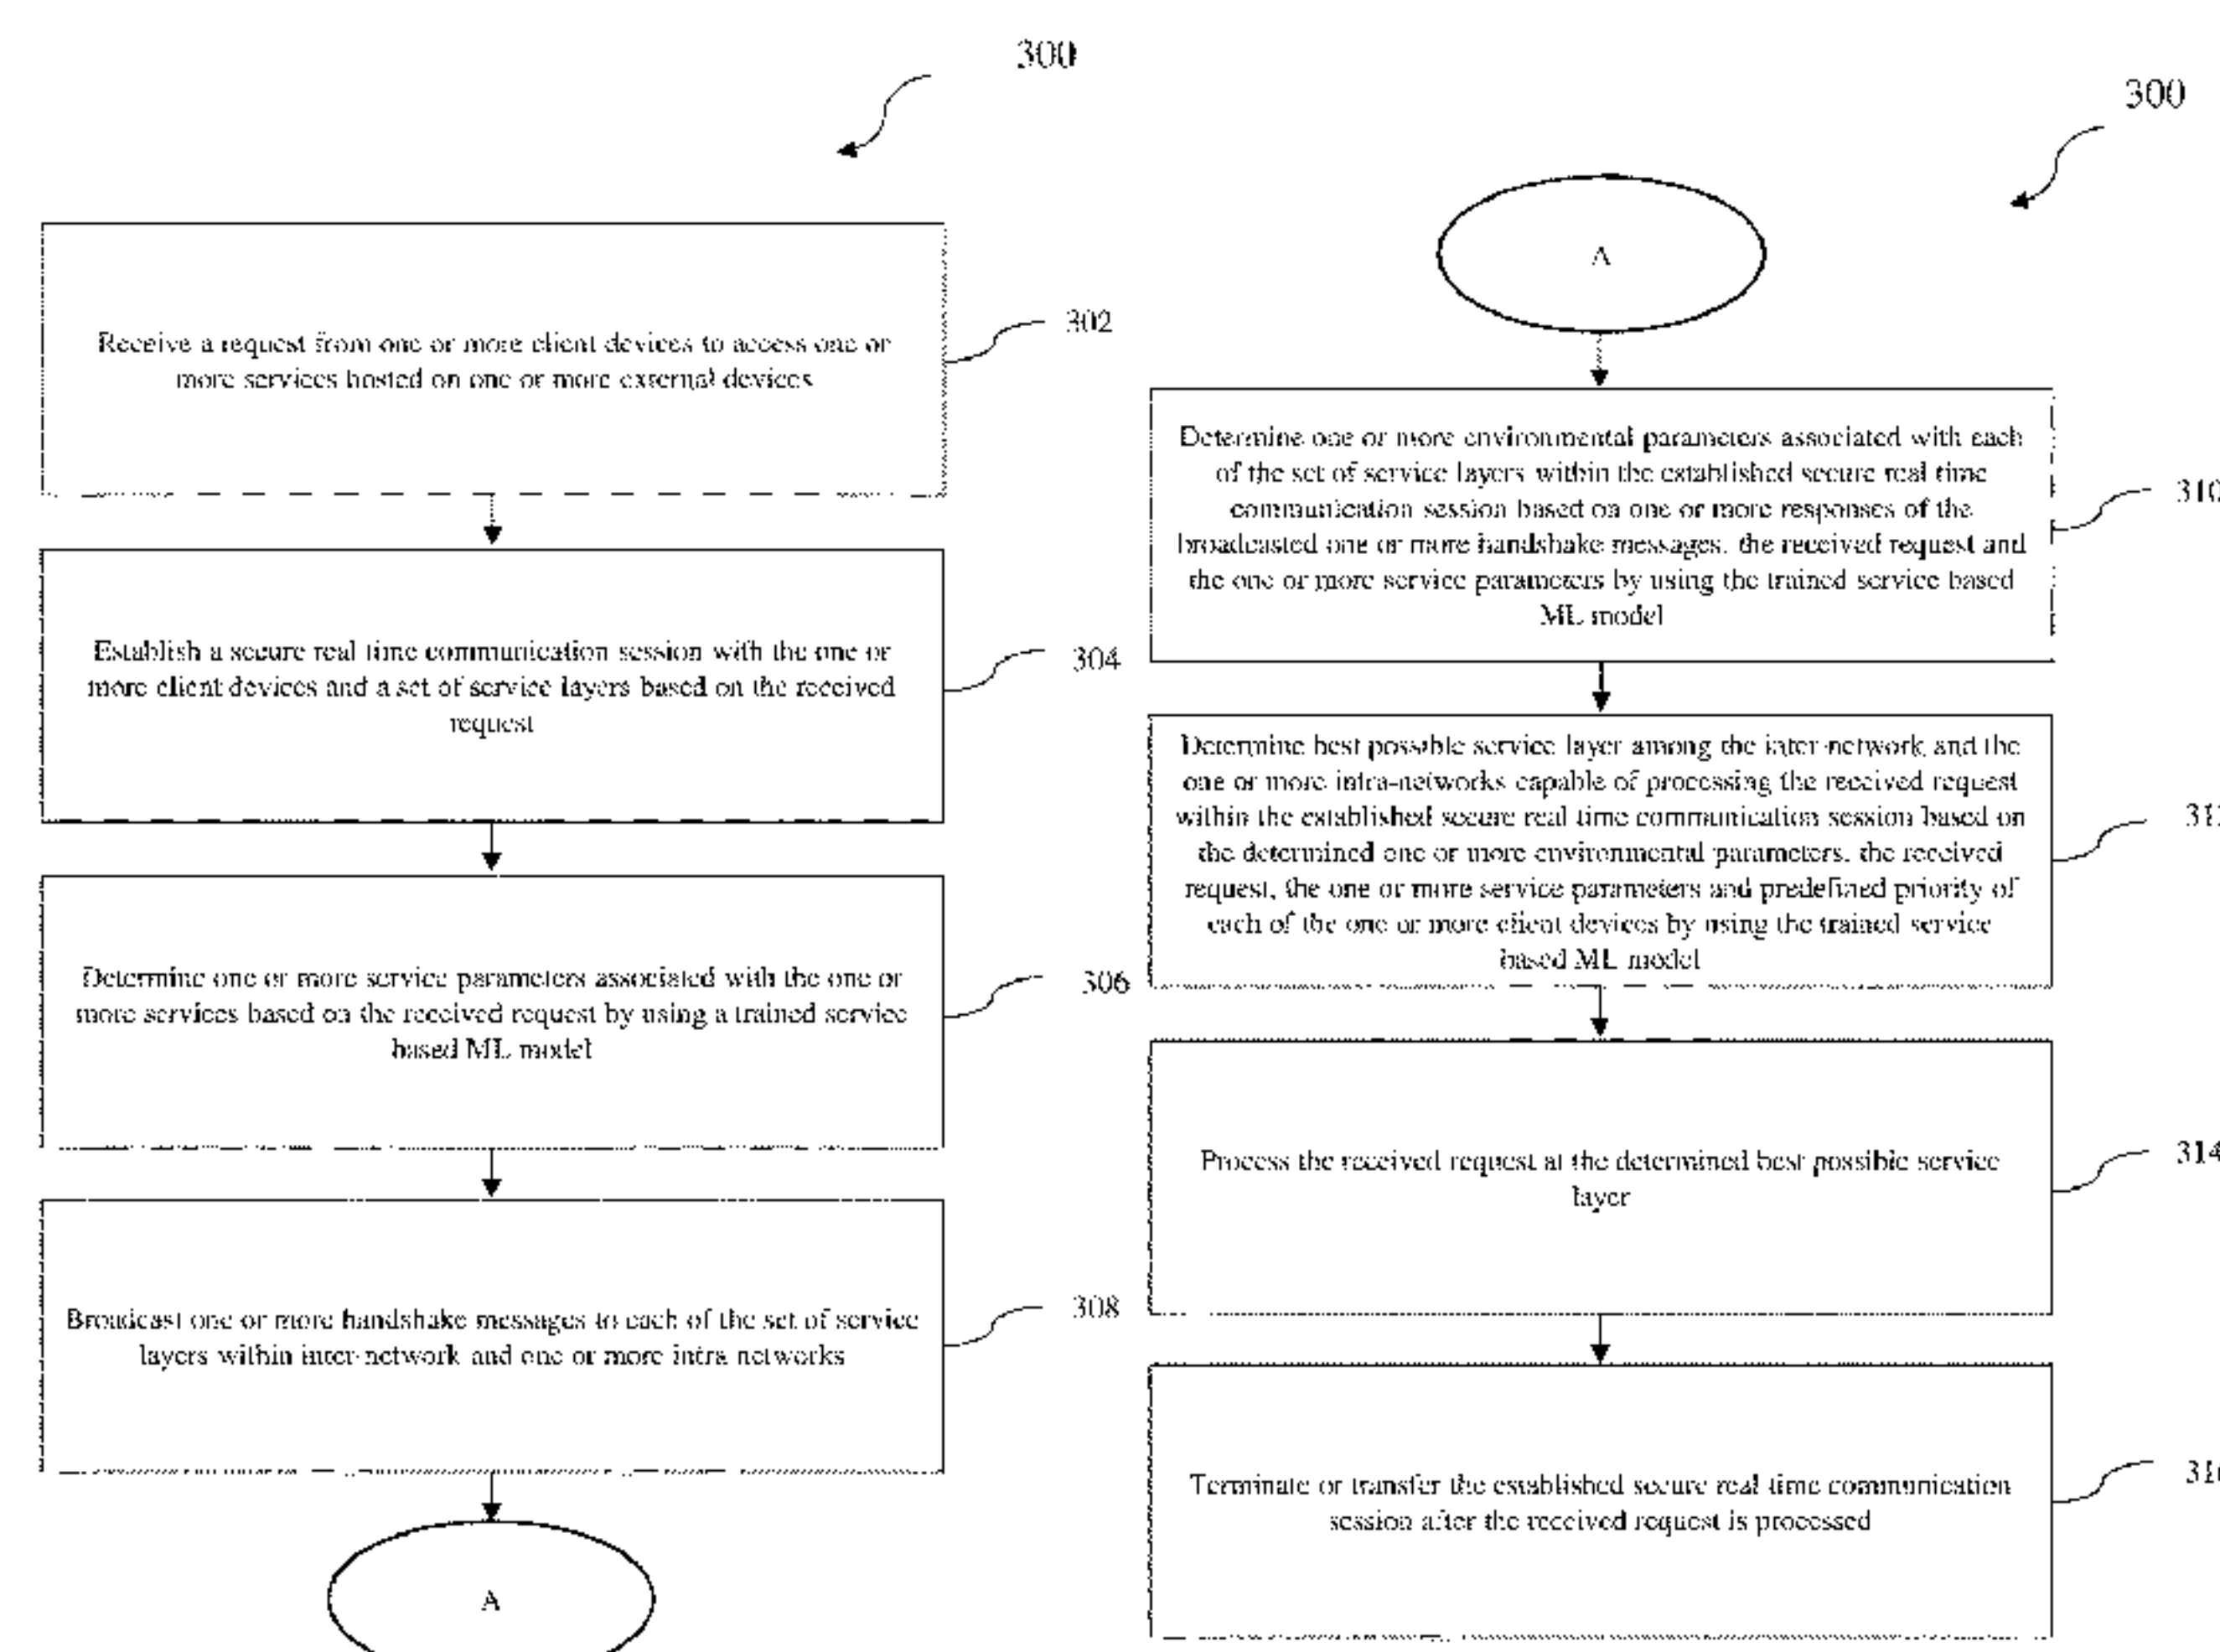 300
Receive a request from one or more client devices to access one or
more services hosted on one or more external devices
302
Establish a secure real time communication session with the one or
more client devices and a set of service layers based on the received
request
304
Determine one or more service parameters associated with the one or
more services based on the received request by using a trained service
based ML model
306
Broadcast one or more handshake messages to each of the set of service
layers within inter-network and one or more intra networks
308
A
300
A
Determine one or more environmental parameters associated with each
of the set of service layers within the established secure real time
communication session based on one or more responses of the
broadcasted one or more handshake messages, the received request and
the one or more service parameters by using the trained service based
ML model
310
Determine best possible service layer among the inter-network and the
one or more intra-networks capable of processing the received request
within the established secure real time communication session based on
the determined one or more environmental parameters, the received
request, the one or more service parameters and predefined priority of
each of the one or more client devices by using the trained service
based ML model
Process the received request at the determined best possible service
layer
314
Terminate or transfer the established secure real time communication
session after the received request is processed